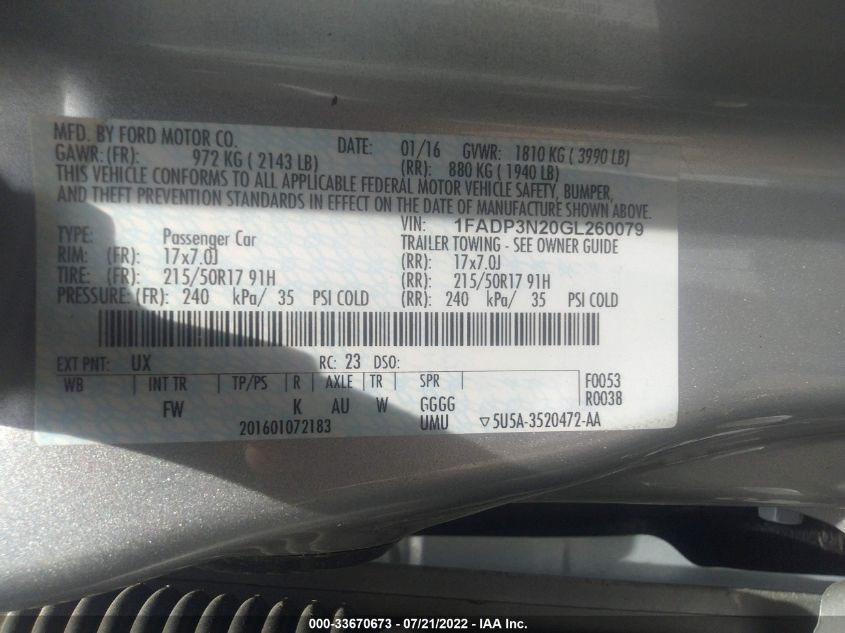 MFD. BY FORD MOTOR CO. DATE: 01/16 GVWR: 1810 KG ( 3990 LB)
GAWR: (FR): 972 KG ( 2143 LB) (RR): 880 KG ( 1940 LB)
THIS VEHICLE CONFORMS TO ALL APPLICABLE FEDERAL MOTOR VEHICLE SAFETY, BUMPER,
AND THEFT PREVENTION STANDARDS IN EFFECT ON THE DATE OF MANUFACTURE SHOWN ABOVE.
VIN: 1FADP3N20GL260079
TYPE: Passenger Car TRAILER TOWING - SEE OWNER GUIDE
RIM: (FR): 17x7.0J (RR): 17x7.0J
TIRE: (FR): 215/50R17 91H (RR): 215/50R17 91H
PRESSURE: (FR): 240 kPa/ 35 PSI COLD (RR): 240 kPa/ 35 PSI COLD
EXT PNT: UX RC: 23 DSO:
WB INT TR TP/PS R AXLE TR SPR F0053
FW K AU W GGGG R0038
201601072183 UMU ▽5U5A-3520472-AA
000-33670673 - 07/21/2022 - IAA Inc.